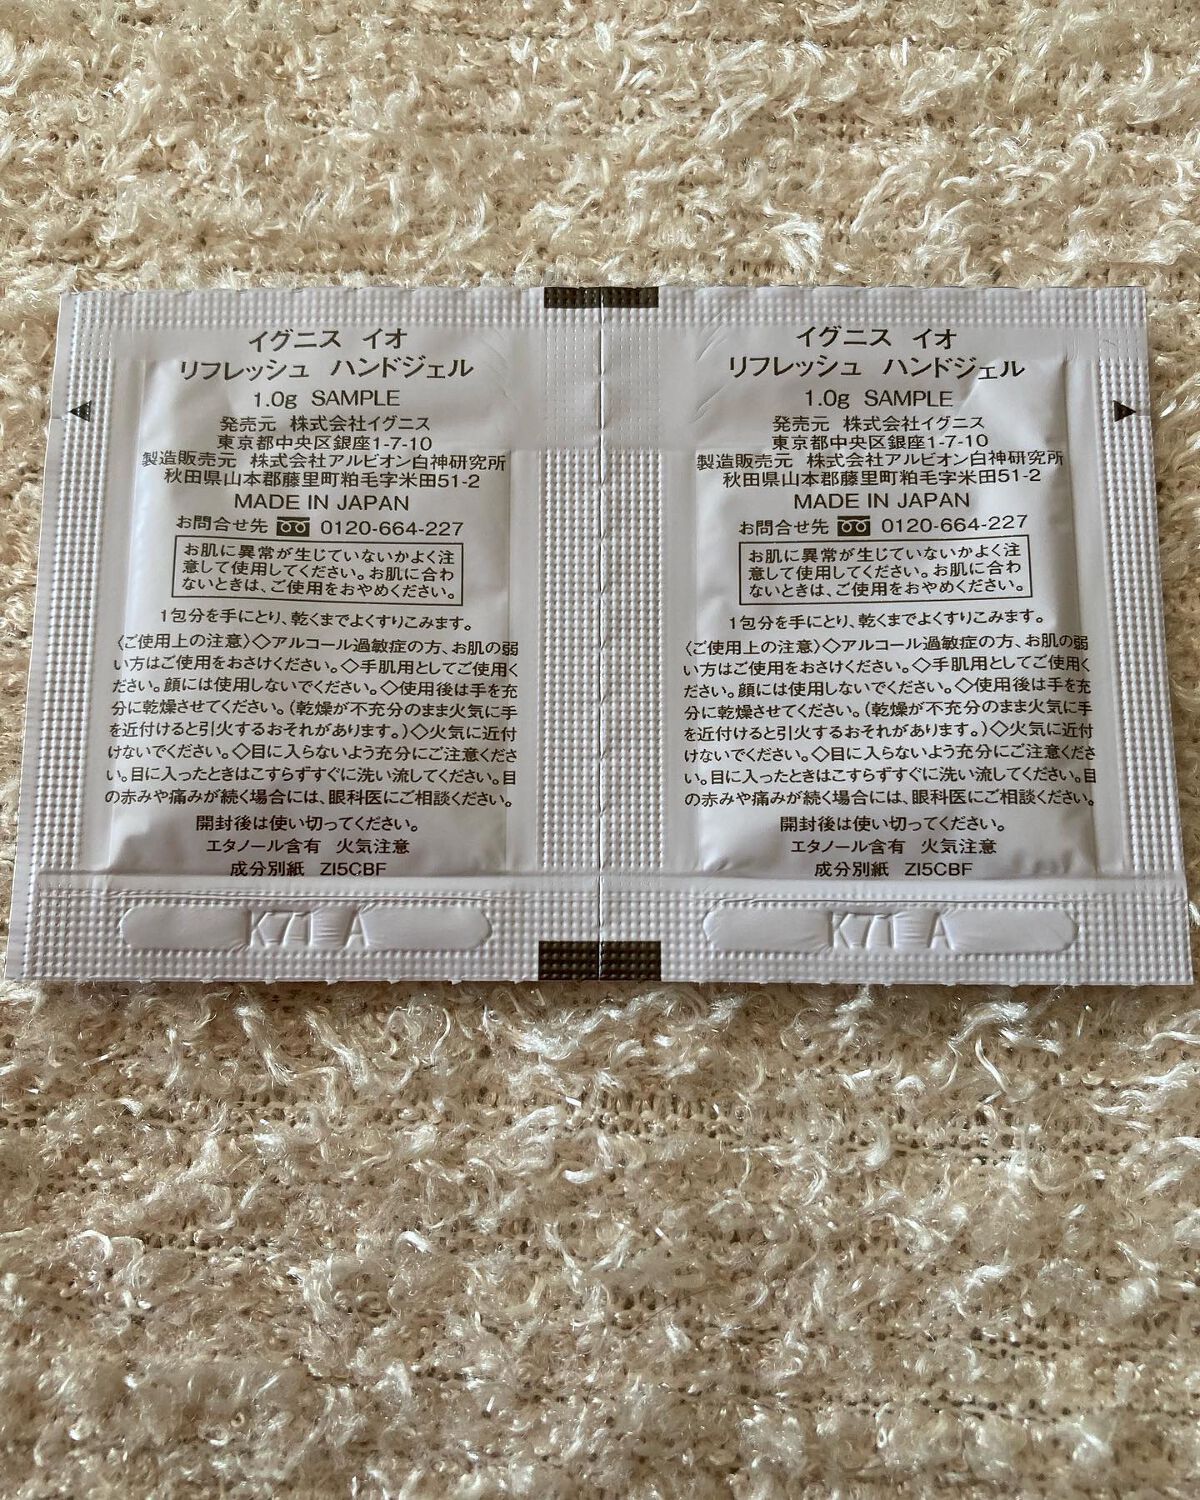 イグニス イオ
リフレッシュ ハンドジェル
1.0g SAMPLE
発売元 株式会社イグニス
東京都中央区銀座1-7-10
製造販売元 株式会社アルビオン白神研究所
秋田県山本郡藤里町粕毛字米田51-2
MADE IN JAPAN
お問合せ先 0120-664-227
お肌に異常が生じていないかよく注
意して使用してください。お肌に合わ
ないときは、ご使用をおやめください。
1包分を手にとり、乾くまでよくすりこみます。
〈ご使用上の注意〉◇アルコール過敏症の方、お肌の弱
い方はご使用をおさけください。◇手肌用としてご使用く
ださい。顔には使用しないでください。◇使用後は手を充
分に乾燥させてください。(乾燥が不充分のまま火気に手
を近付けると引火するおそれがあります。)◇火気に近付
けないでください。◇目に入らないよう充分にご注意くださ
い。目に入ったときはこすらずすぐに洗い流してください。目
の赤みや痛みが続く場合には、眼科医にご相談ください。
開封後は使い切ってください。
エタノール含有 火気注意
成分別紙 ZI5CBF
K71 A
イグニス イオ
リフレッシュ ハンドジェル
1.0g SAMPLE
発売元 株式会社イグニス
東京都中央区銀座1-7-10
製造販売元 株式会社アルビオン白神研究所
秋田県山本郡藤里町粕毛字米田51-2
MADE IN JAPAN
お問合せ先 0120-664-227
お肌に異常が生じていないかよく注
意して使用してください。お肌に合わ
ないときは、ご使用をおやめください。
1包分を手にとり、乾くまでよくすりこみます。
〈ご使用上の注意〉◇アルコール過敏症の方、お肌の弱
い方はご使用をおさけください。◇手肌用としてご使用く
ださい。顔には使用しないでください。◇使用後は手を充
分に乾燥させてください。(乾燥が不充分のまま火気に手
を近付けると引火するおそれがあります。)◇火気に近付
けないでください。◇目に入らないよう充分にご注意くださ
い。目に入ったときはこすらずすぐに洗い流してください。目
の赤みや痛みが続く場合には、眼科医にご相談ください。
開封後は使い切ってください。
エタノール含有 火気注意
成分別紙 ZI5CBF
K71 A